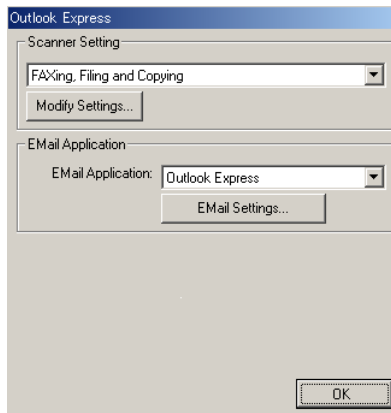 Outlook Express
Scanner Setting
FAXing, Filing and Copying
Modify Settings...
EMail Application
EMail Application: Outlook Express
EMail Settings...
OK